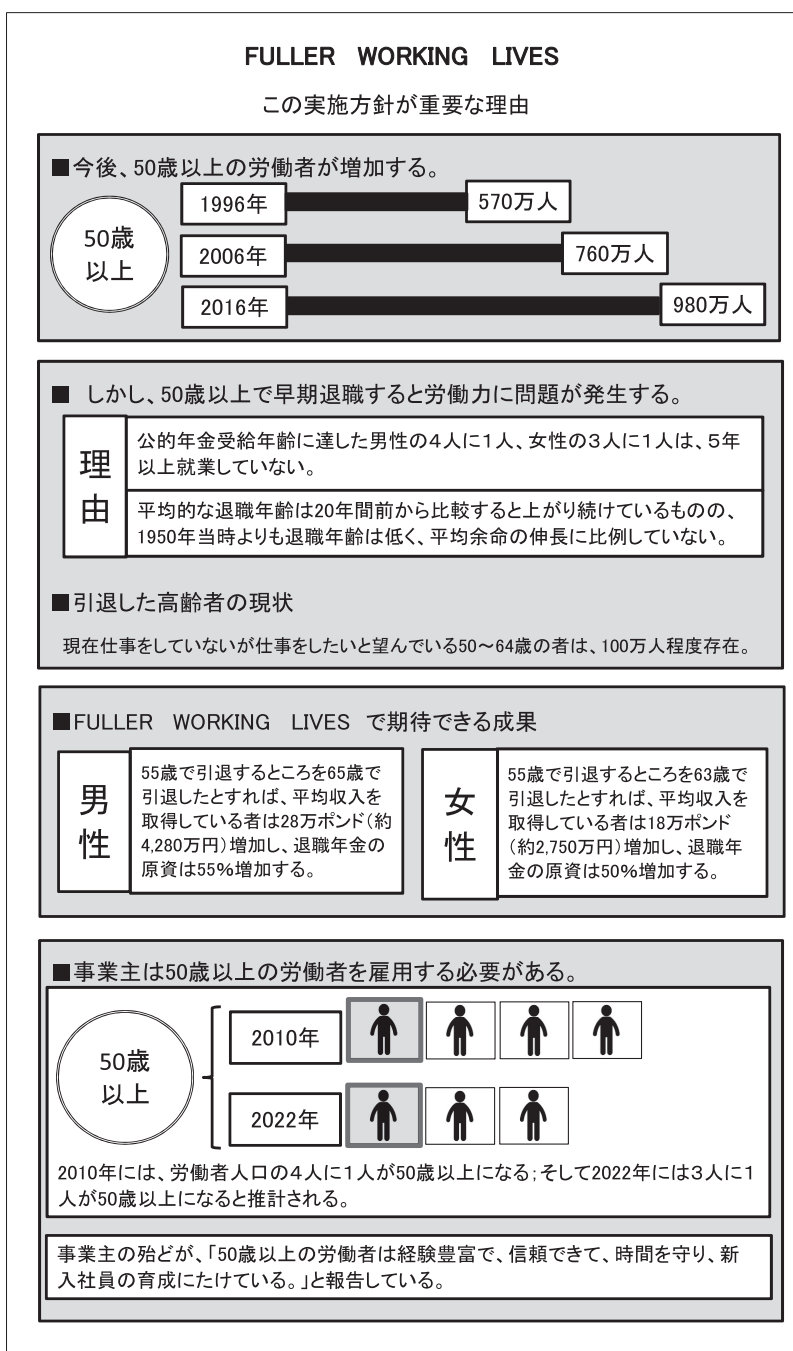 FULLER WORKING LIVES
この実施方針が重要な理由
■今後、50歳以上の労働者が増加する。
50歳
以上
1996年
570万人
2006年
760万人
2016年
980万人
■ しかし、50歳以上で早期退職すると労働力に問題が発生する。
理
由
公的年金受給年齢に達した男性の4人に1人、女性の3人に1人は、5年
以上就業していない。
平均的な退職年齢は20年間前から比較すると上がり続けているものの、
1950年当時よりも退職年齢は低く、平均余命の伸長に比例していない。
■引退した高齢者の現状
現在仕事をしていないが仕事をしたいと望んでいる50～64歳の者は、100万人程度存在。
■FULLER WORKING LIVES で期待できる成果
男
性
55歳で引退するところを65歳で
引退したとすれば、平均収入を
取得している者は28万ポンド(約
4,280万円)増加し、退職年金の
原資は55%増加する。
女
性
55歳で引退するところを63歳で
引退したとすれば、平均収入を
取得している者は18万ポンド
(約2,750万円)増加し、退職年
金の原資は50%増加する。
■事業主は50歳以上の労働者を雇用する必要がある。
50歳
以上
2010年
2022年
2010年には、労働者人口の4人に1人が50歳以上になる;そして2022年には3人に1
人が50歳以上になると推計される。
事業主の殆どが、「50歳以上の労働者は経験豊富で、信頼できて、時間を守り、新
入社員の育成にたけている。」と報告している。